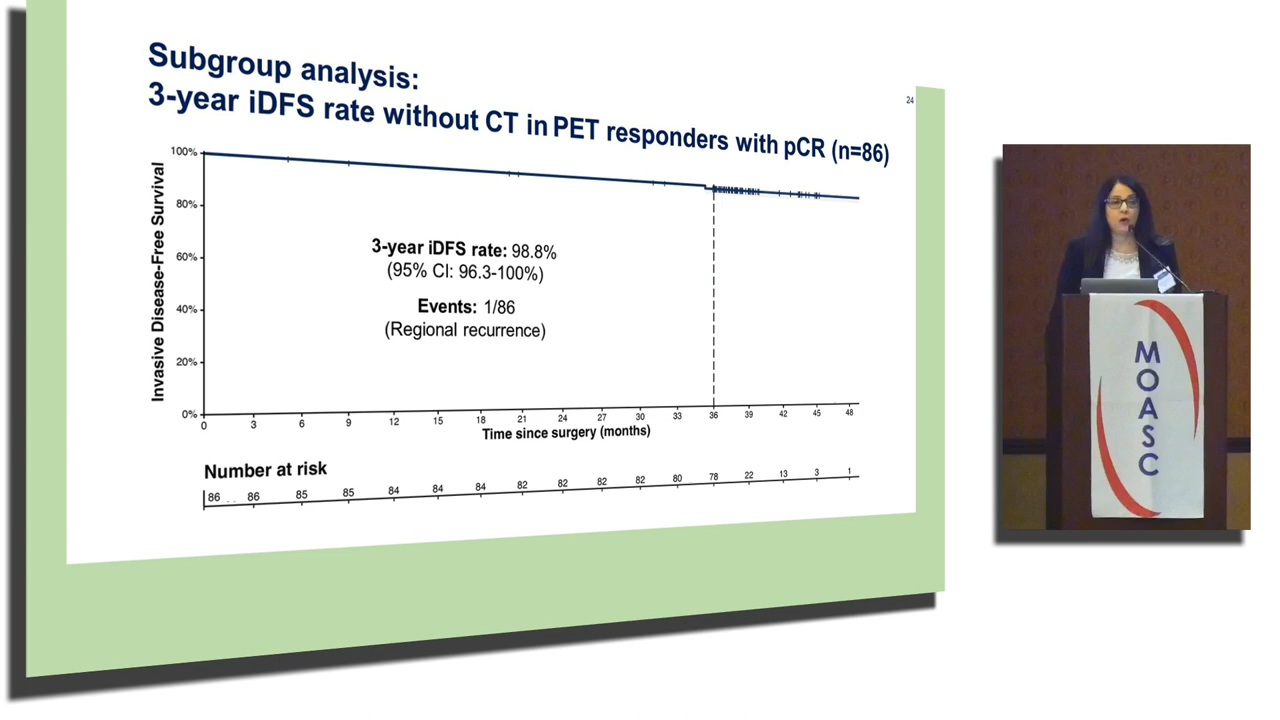 Subgroup analysis:
3-year iDFS rate without CT in PET responders with pCR (n=86)
24
Invasive Disease-Free Survival
100%
80%
60%
40%
20%
0%
3-year iDFS rate: 98.8%
(95% CI: 96.3-100%)
Events: 1/86
(Regional recurrence)
0 3 6 9 12 15 18 21 24 27 30 33 36 39 42 45 48
Time since surgery (months)
Number at risk
86 86 85 85 84 84 84 82 82 82 82 80 78 22 13 3 1
MOASC